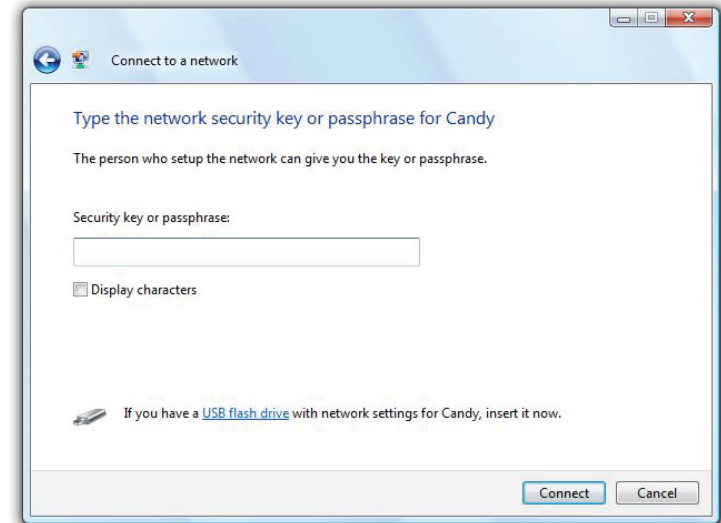 Connect to a network
Type the network security key or passphrase for Candy
The person who setup the network can give you the key or passphrase.
Security key or passphrase:
Display characters
If you have a USB flash drive with network settings for Candy, insert it now.
Connect Cancel